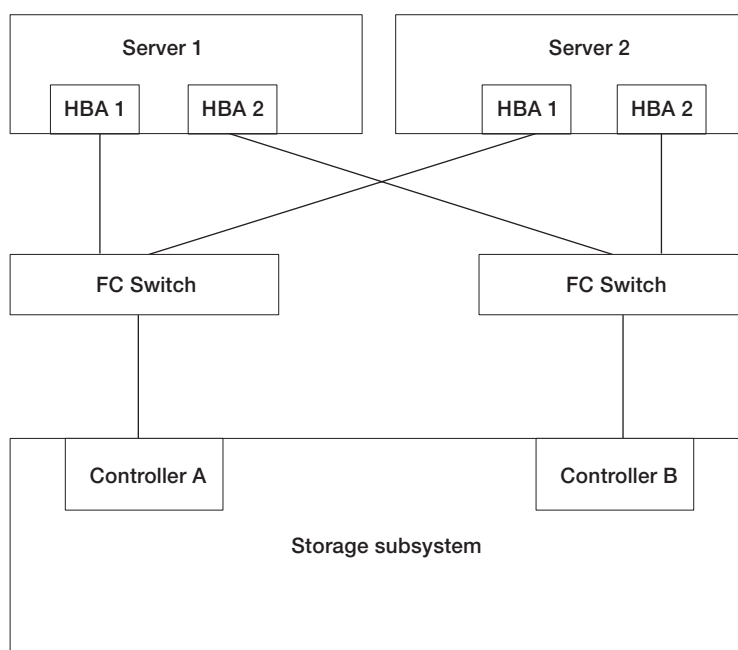 Server 1
Server 2
HBA 1
HBA 2
HBA 1
HBA 2
FC Switch
FC Switch
Controller A
Controller B
Storage subsystem